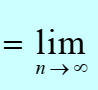 = lim
n → ∞